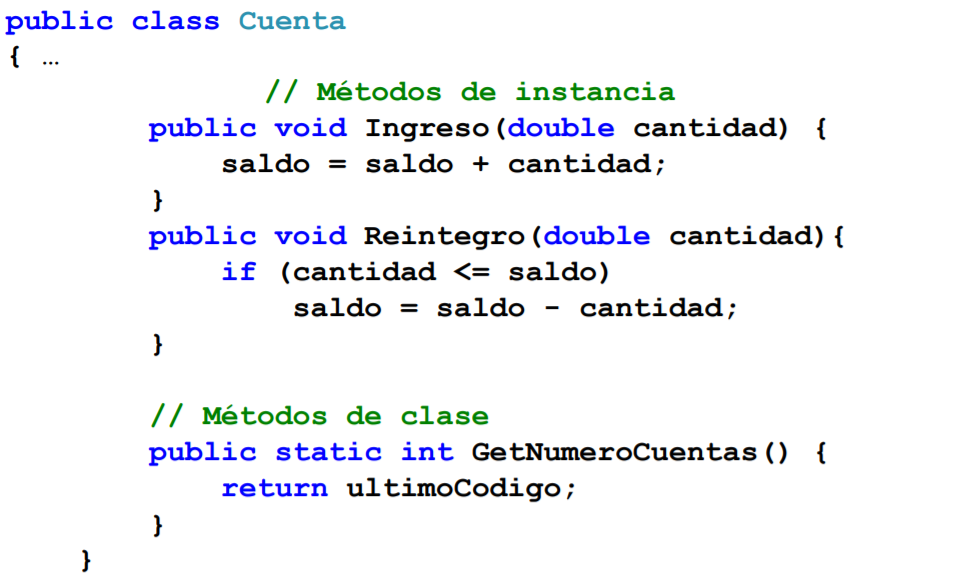 public class Cuenta
{ …
// Métodos de instancia
public void Ingreso(double cantidad) {
saldo = saldo + cantidad;
}
public void Reintegro(double cantidad){
if (cantidad <= saldo)
saldo = saldo - cantidad;
}
// Métodos de clase
public static int GetNumeroCuentas() {
return ultimoCodigo;
}
}